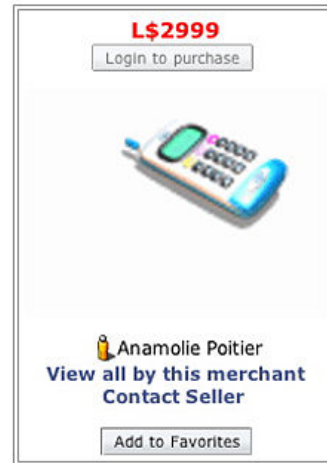 L$2999
Login to purchase
Anamolie Poitier
View all by this merchant
Contact Seller
Add to Favorites